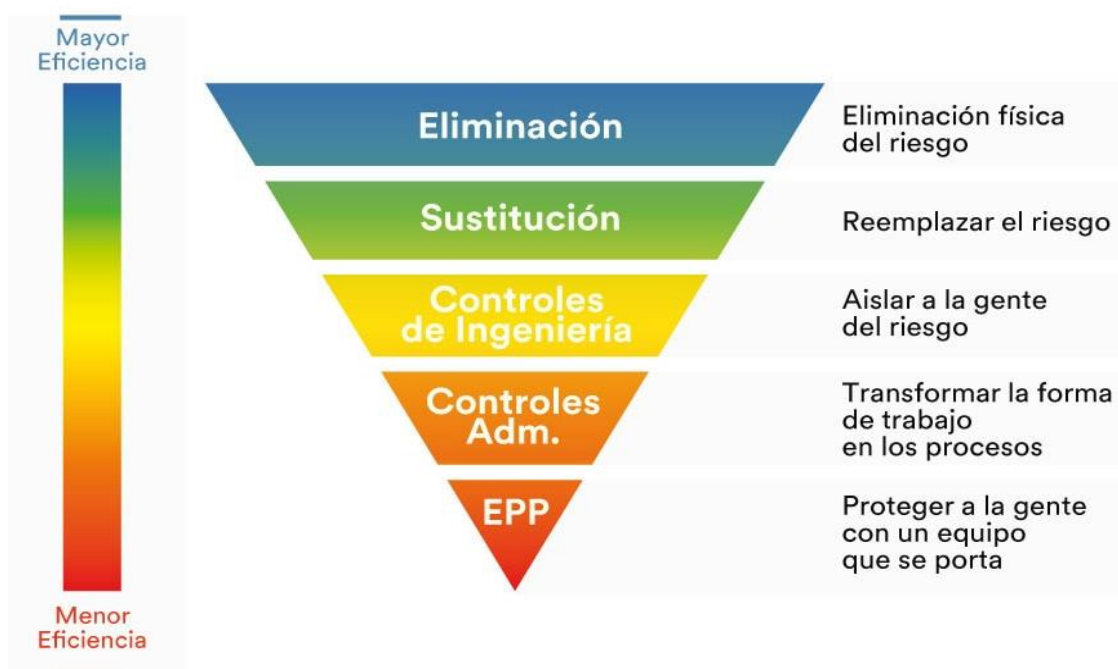 Mayor
Eficiencia
Eliminación
Eliminación física
del riesgo
Sustitución
Reemplazar el riesgo
Controles
de Ingeniería
Aislar a la gente
del riesgo
Controles
Adm.
Transformar la forma
de trabajo
en los procesos
EPP
Proteger a la gente
con un equipo
que se porta
Menor
Eficiencia